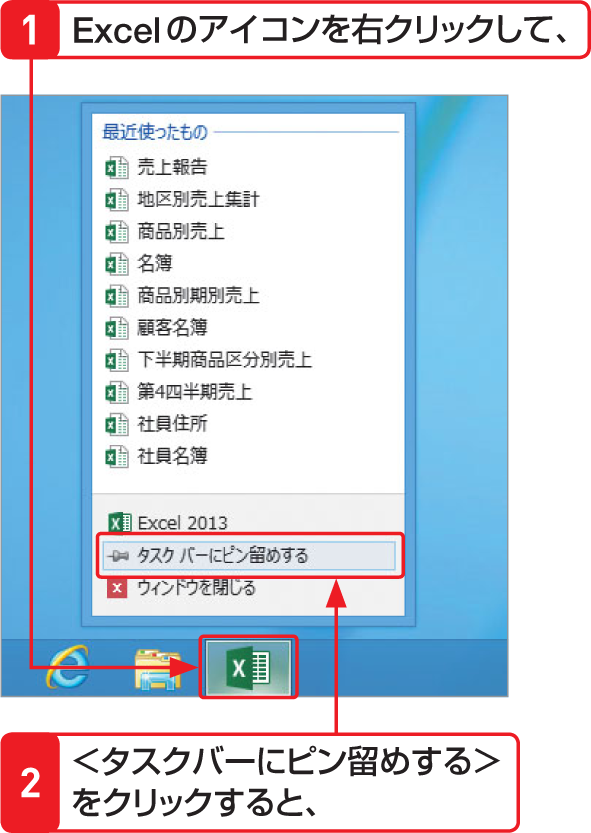 1 Excelのアイコンを右クリックして、
最近使ったもの
売上報告
地区別売上集計
商品別売上
名簿
商品別期別売上
顧客名簿
下半期商品区分別売上
第4四半期売上
社員住所
社員名簿
Excel 2013
タスク バーにピン留めする
ウィンドウを閉じる
2 <タスクバーにピン留めする>
をクリックすると、